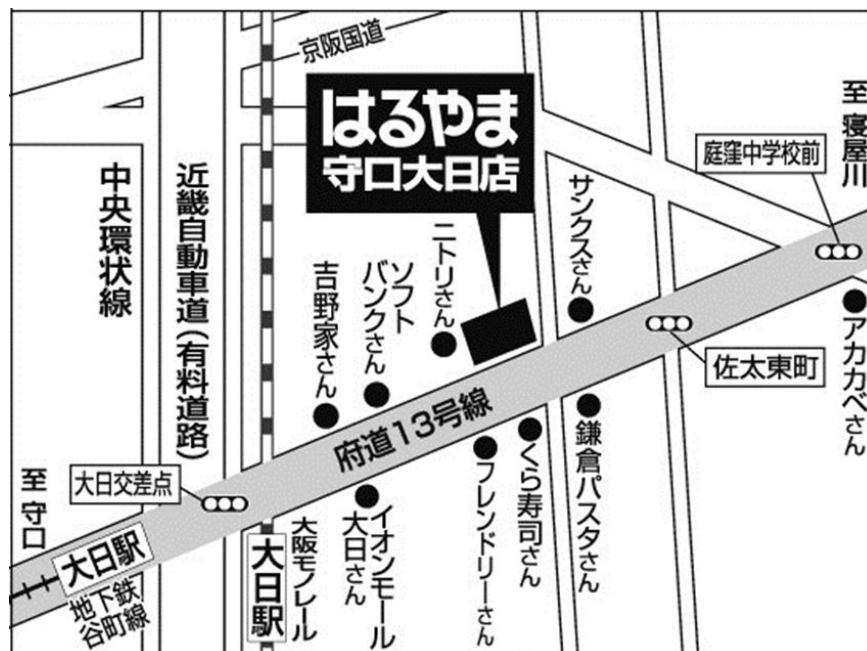 京阪国道
はるやま
守口大日店
至 寝屋川
庭窪中学校前
中央環状線
近畿自動車道(有料道路)
サンクスさん
ニトリさん
ソフト
バンクさん
吉野家さん
佐太東町
アカカベさん
府道13号線
鎌倉パスタさん
くら寿司さん
フレンドリーさん
イオンモール
大日さん
大日交差点
至 守口
大日駅
地下鉄
谷町線
大日駅
大阪モノレール